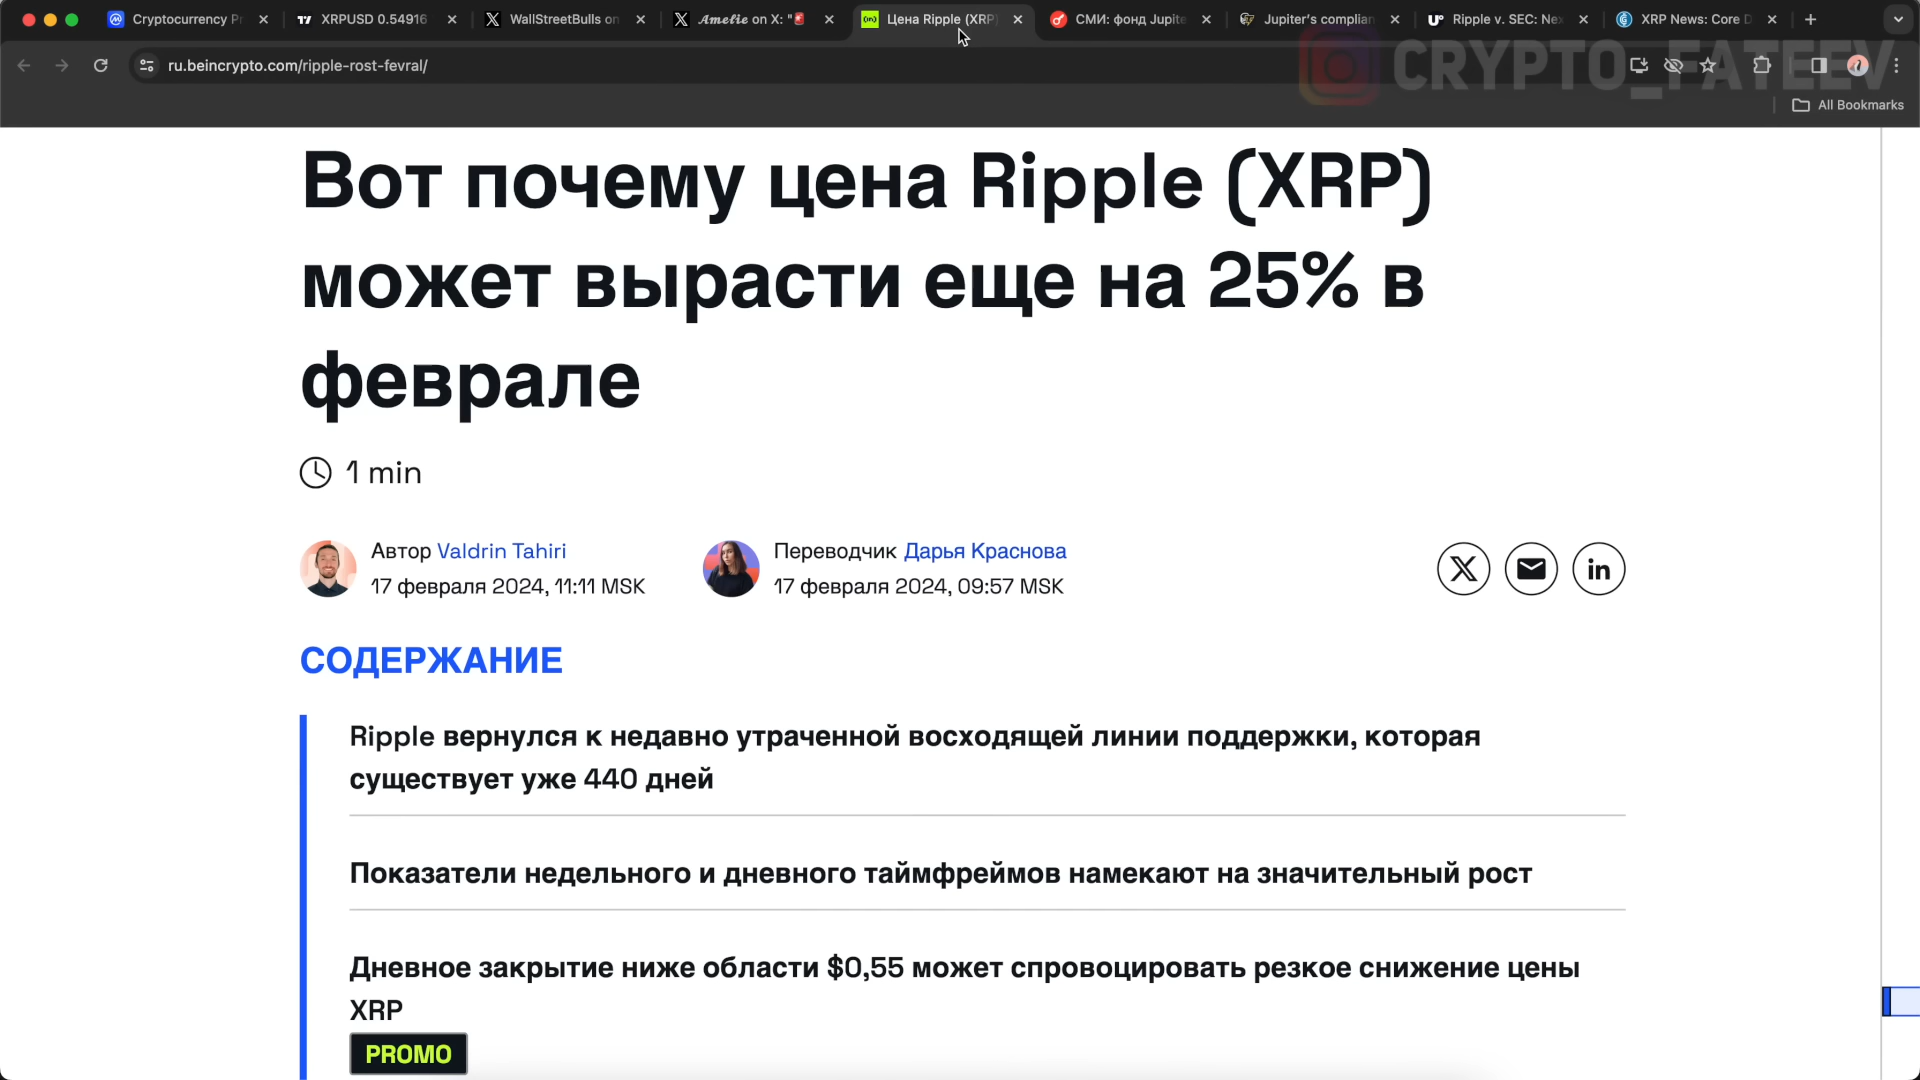 Cryptocurrency Pr
XRPUSD 0.54916
WallStreetBulls on
Amelie on X: "
Цена Ripple (XRP)
СМИ: фонд Jupite
Jupiter's complian
Ripple v. SEC: Ne
XRP News: Core D
ru.beincrypto.com/ripple-rost-fevral/
CRYPTO_FATEEV
All Bookmarks
Вот почему цена Ripple (XRP)
может вырасти еще на 25% в
феврале
1 min
Автор Valdrin Tahiri
17 февраля 2024, 11:11 MSK
Переводчик Дарья Краснова
17 февраля 2024, 09:57 MSK
СОДЕРЖАНИЕ
Ripple вернулся к недавно утраченной восходящей линии поддержки, которая
существует уже 440 дней
Показатели недельного и дневного таймфреймов намекают на значительный рост
Дневное закрытие ниже области $0,55 может спровоцировать резкое снижение цены
XRP
PROMO